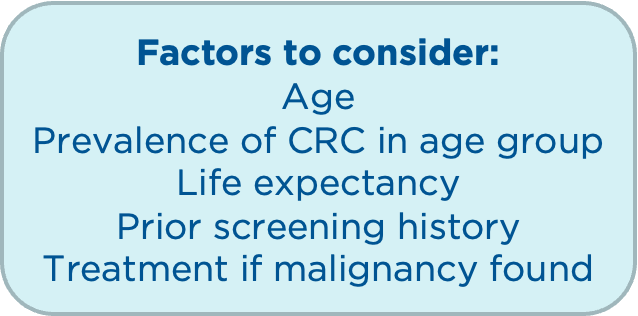 Factors to consider:
Age
Prevalence of CRC in age group
Life expectancy
Prior screening history
Treatment if malignancy found